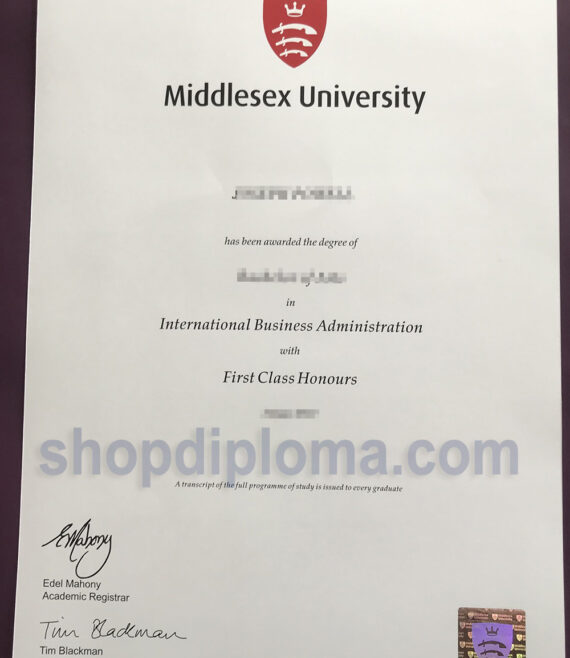 Middlesex University
has been awarded the degree of
in
International Business Administration
with
First Class Honours
shopdiploma.com
A transcript of the full programme of study is issued to every graduate
EMahony
Edel Mahony
Academic Registrar
Tim Blackman
Tim Blackman